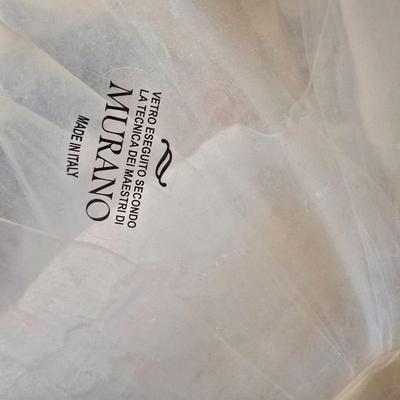 VETRO ESEGUITO SECONDO
LA TECNICA DEI MAESTRI DI
MURANO
MADE IN ITALY